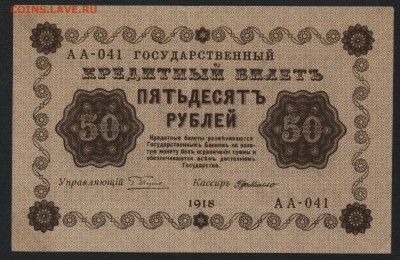 COINS.LAVE.RU
АА-041 ГОСУДАРСТВЕННЫЙ
КРЕДИТНЫЙ БИЛЕТЪ
ПЯТЬДЕСЯТЪ
РУБЛЕЙ
50 50
Кредитные билеты размѣниваются
Государственнымъ Банкомъ на золо-
тую монету безъ ограниченія суммы и
обезпечиваются всѣмъ достояніемъ
Государства.
Управляющій Кассиръ
1918 АА-041